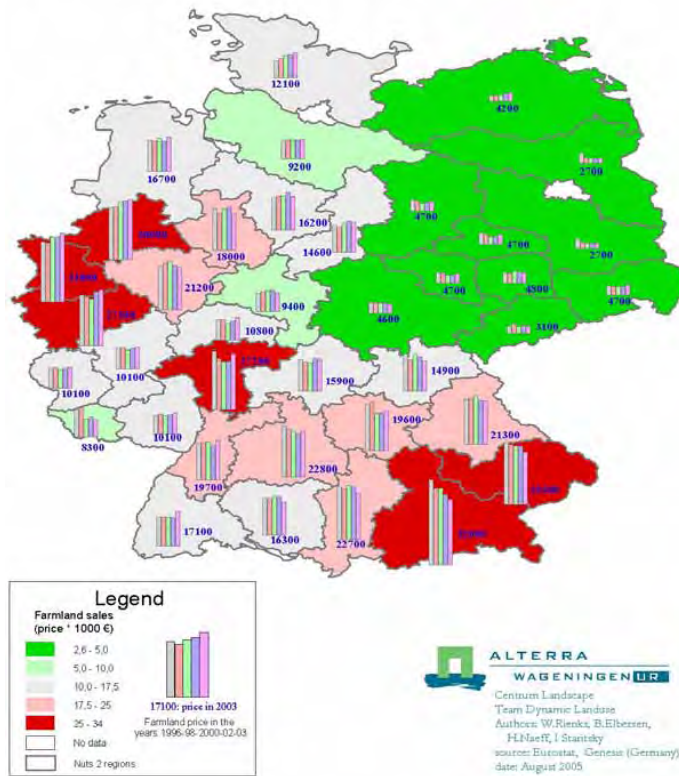 12100
4200
9200
2700
16700
4700
16200
4700
14600
2700
18000
21200
4700
4800
4700
9400
4600
3100
10800
10100
15900
14900
10100
10100
8300
19600
21300
19700
22800
17100
16300
22700
Legend
Farmland sales
(price * 1000 €)
2,6 - 5,0
5,0 - 10,0
10,0 - 17,5
17,5 - 25
25 - 34
No data
Nuts 2 regions
17100: price in 2003
Farmland price in the
years 1996-98-2000-02-03
ALTERRA
WAGENINGEN UR
Centrum Landscape
Team Dynamic Landuse
Authors: W.Rienks, B.Elbersen,
H.Naeff, I Staritsky
source: Eurostat, Genesis (Germany)
date: August 2005